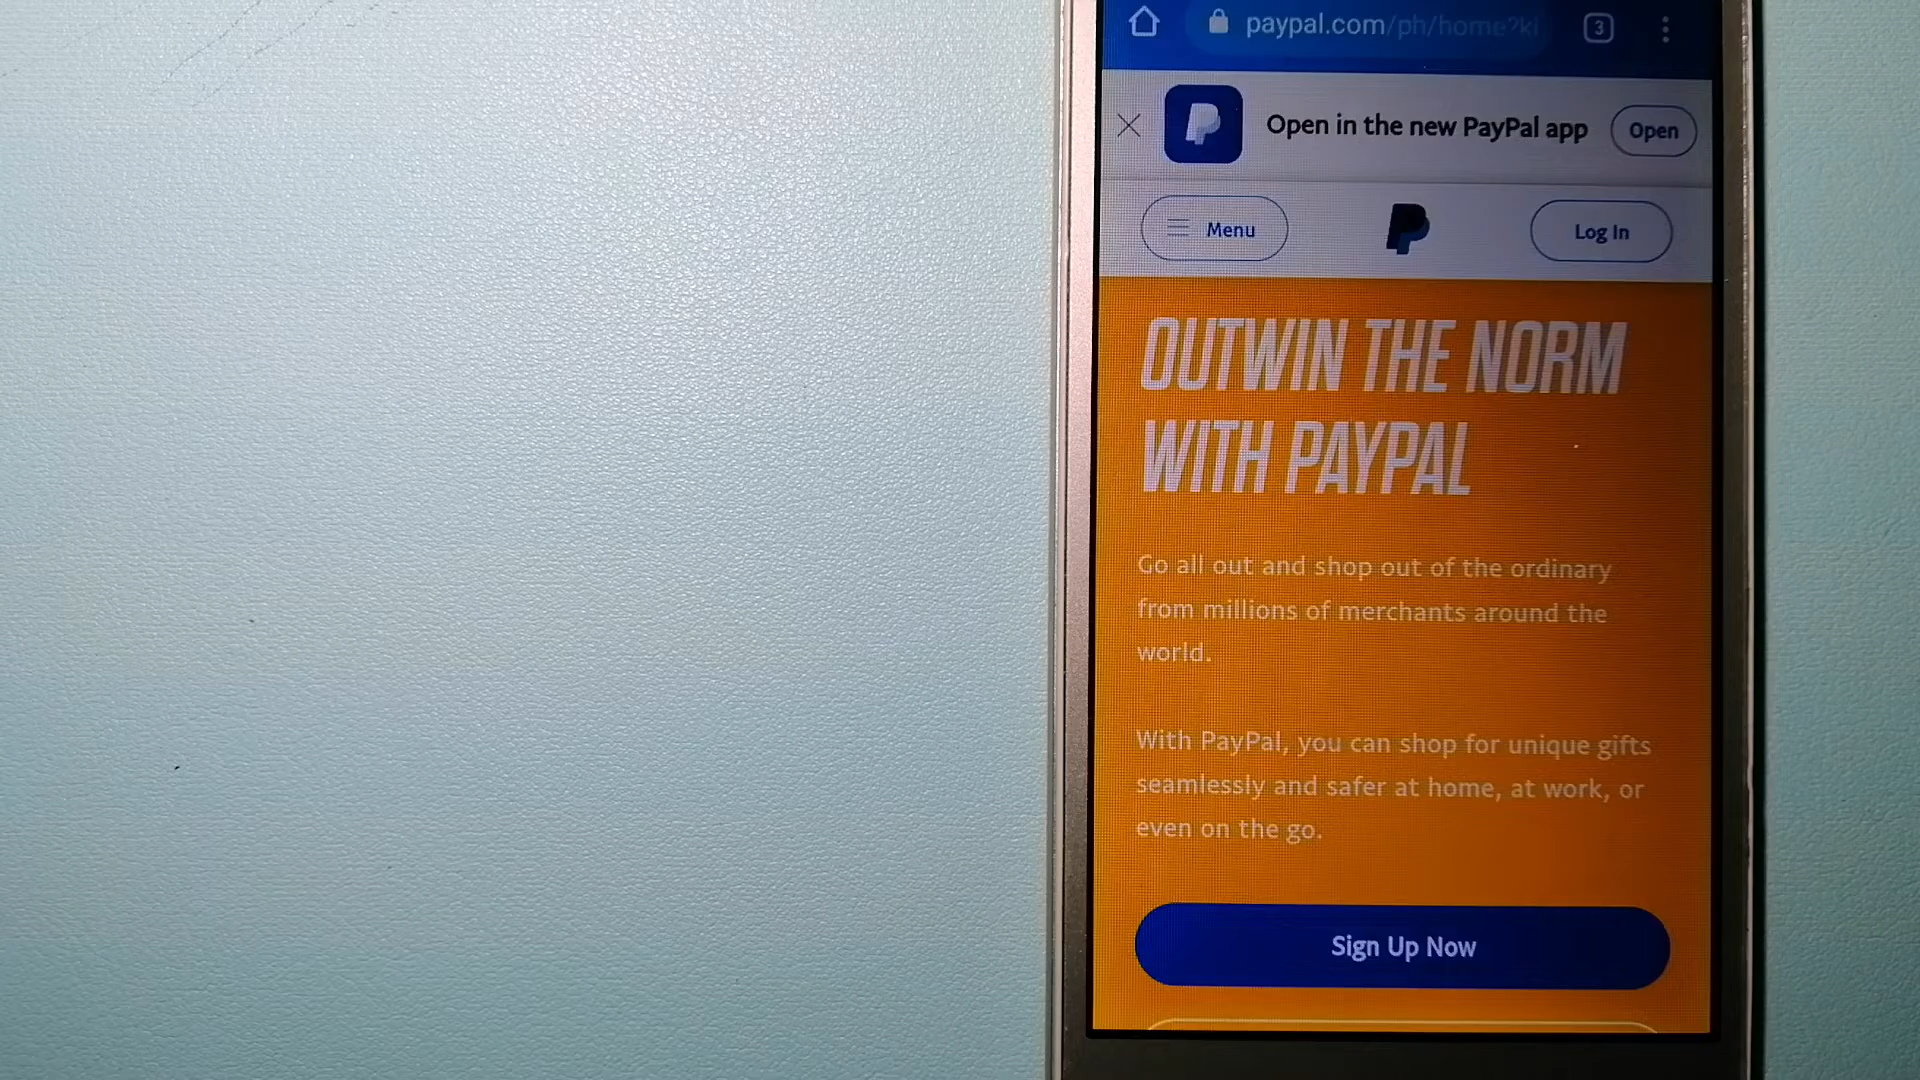 paypal.com/ph/home?ki
3
Open in the new PayPal app
Open
Menu
Log In
OUTWIN THE NORM
WITH PAYPAL
Go all out and shop out of the ordinary
from millions of merchants around the
world.
With PayPal, you can shop for unique gifts
seamlessly and safer at home, at work, or
even on the go.
Sign Up Now